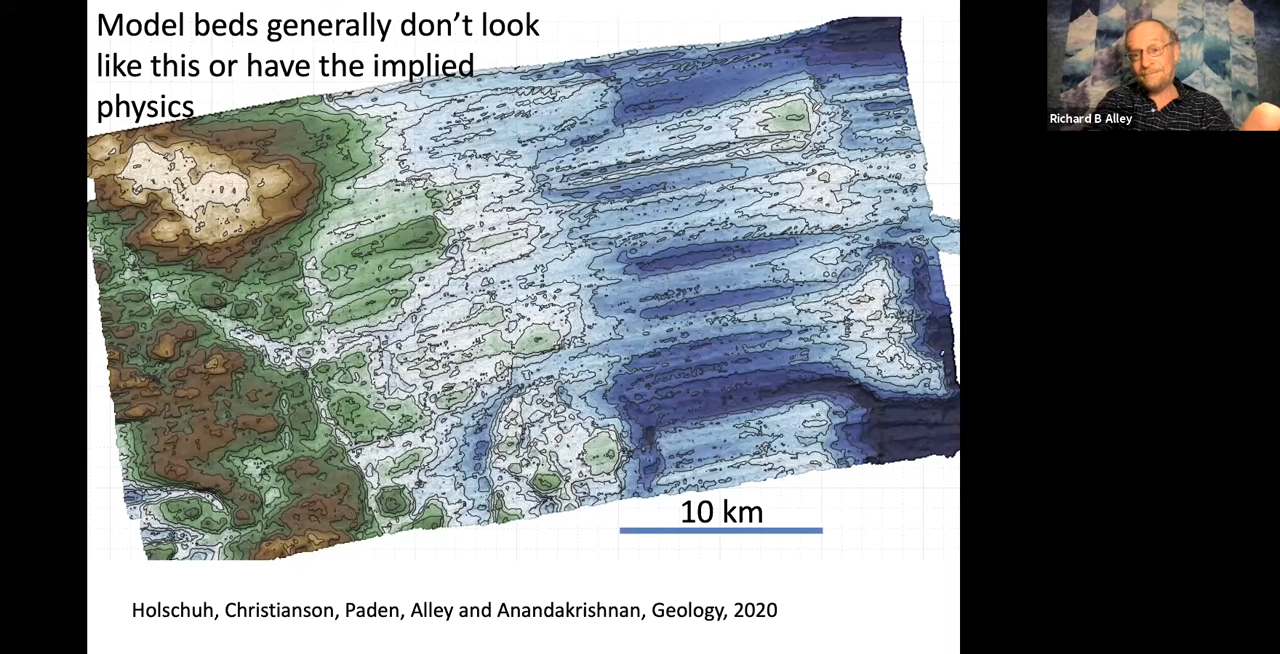 Model beds generally don’t look
like this or have the implied
physics
Richard B Alley
10 km
Holschuh, Christianson, Paden, Alley and Anandakrishnan, Geology, 2020